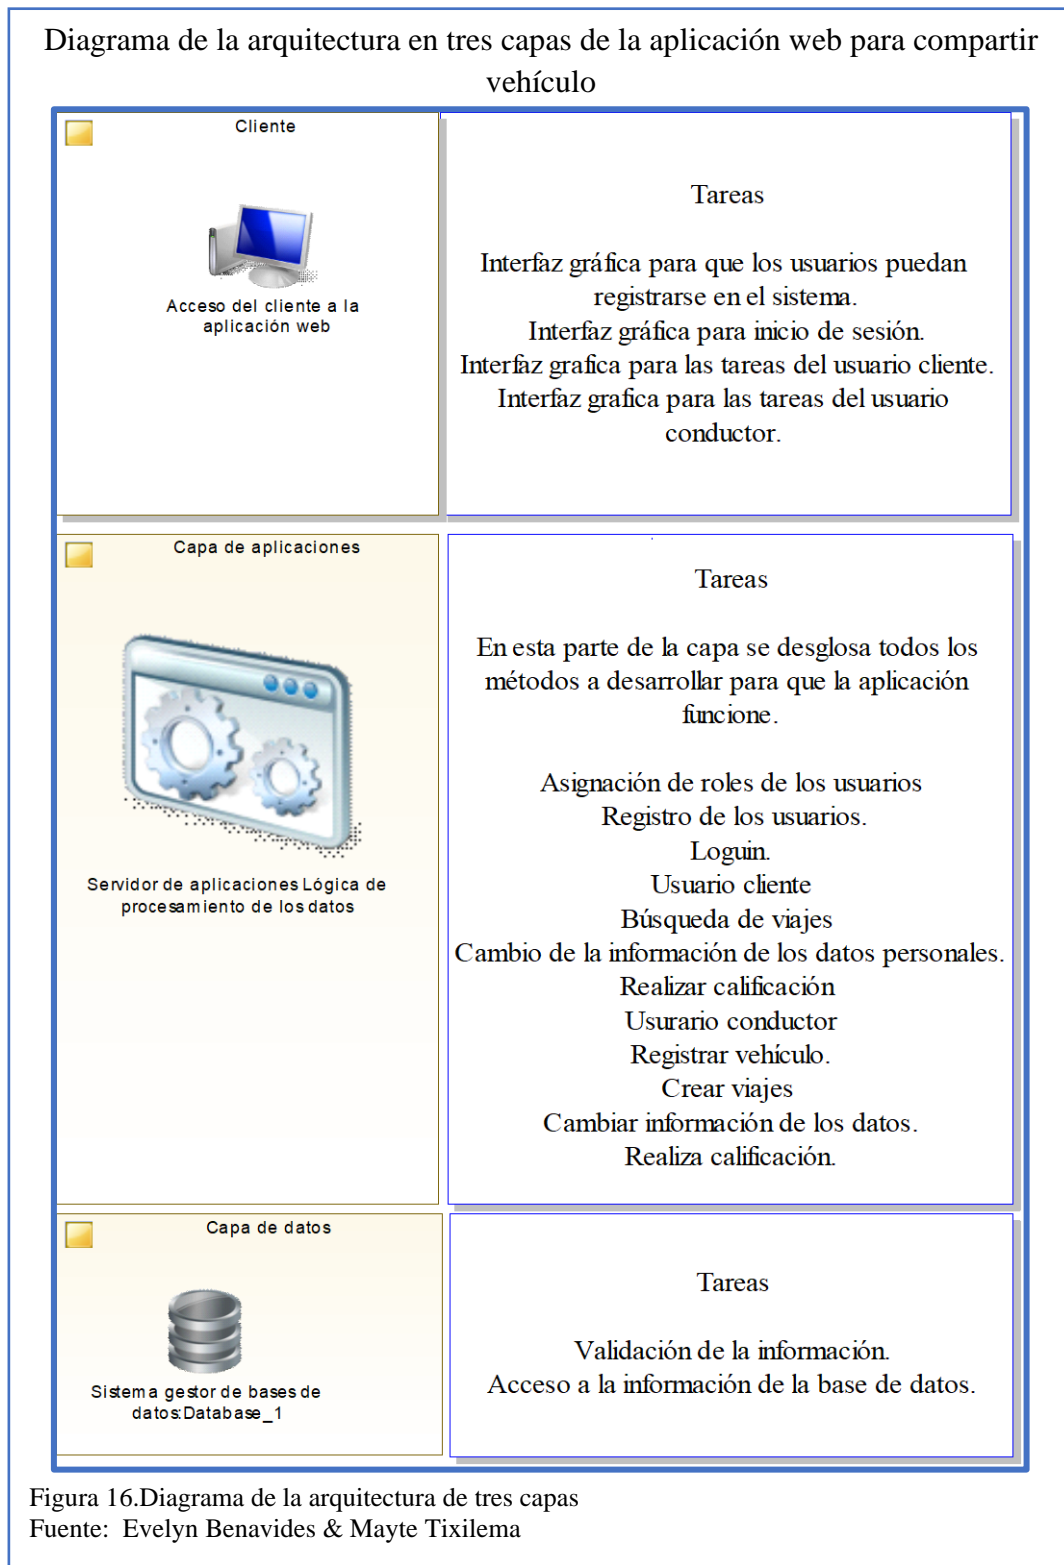 Diagrama de la arquitectura en tres capas de la aplicación web para compartir
vehículo
Cliente
Acceso del cliente a la
aplicación web
Tareas
Interfaz gráfica para que los usuarios puedan
registrarse en el sistema.
Interfaz gráfica para inicio de sesión.
Interfaz grafica para las tareas del usuario cliente.
Interfaz grafica para las tareas del usuario
conductor.
Capa de aplicaciones
Servidor de aplicaciones Lógica de
procesamiento de los datos
Tareas
En esta parte de la capa se desglosa todos los
métodos a desarrollar para que la aplicación
funcione.
Asignación de roles de los usuarios
Registro de los usuarios.
Loguin.
Usuario cliente
Búsqueda de viajes
Cambio de la información de los datos personales.
Realizar calificación
Usurario conductor
Registrar vehículo.
Crear viajes
Cambiar información de los datos.
Realiza calificación.
Capa de datos
Sistema gestor de bases de
datos:Database_1
Tareas
Validación de la información.
Acceso a la información de la base de datos.
Figura 16.Diagrama de la arquitectura de tres capas
Fuente: Evelyn Benavides & Mayte Tixilema